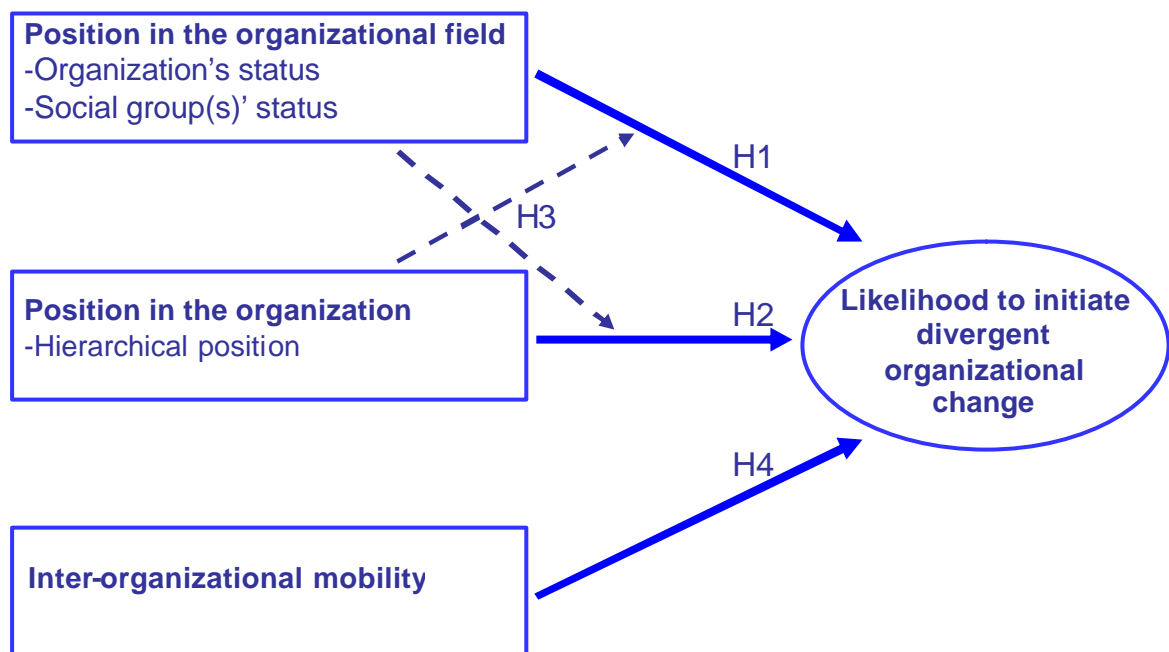 Position in the organizational field
-Organization's status
-Social group(s)' status
H1
H3
Position in the organization
-Hierarchical position
H2
Likelihood to initiate
divergent
organizational
change
H4
Inter-organizational mobility